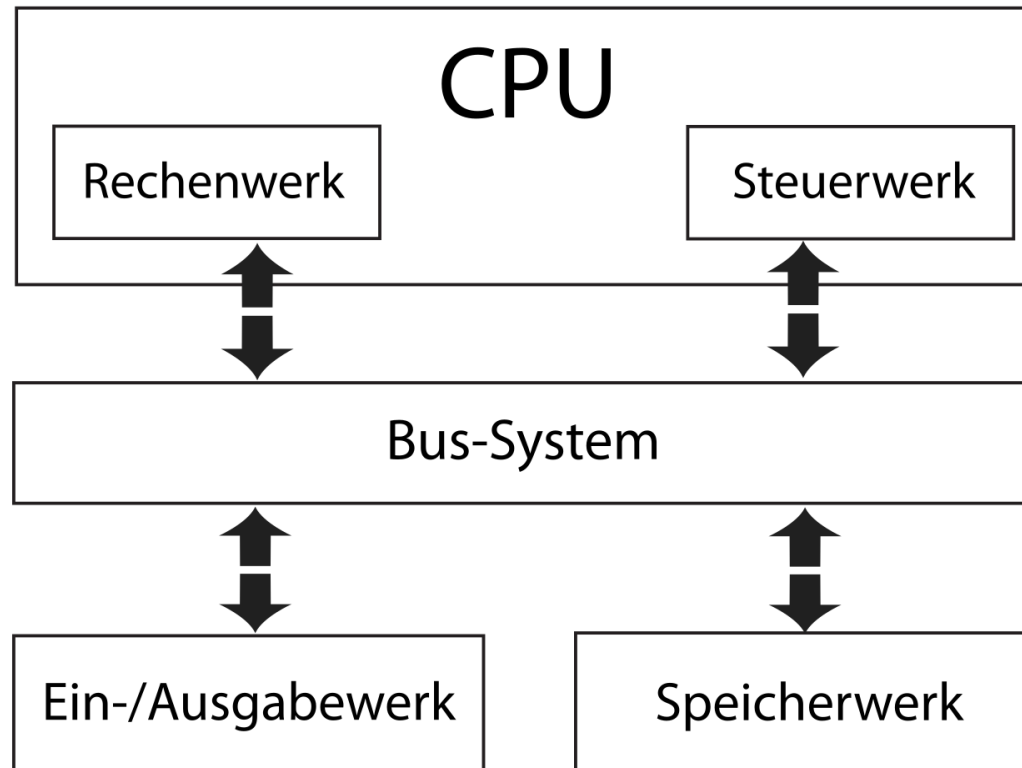 CPU
Rechenwerk
Steuerwerk
Bus-System
Ein-/Ausgabewerk
Speicherwerk